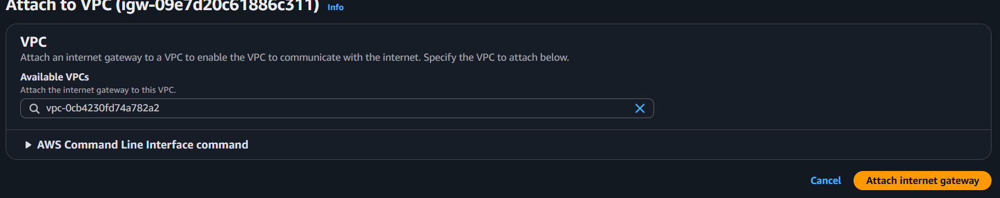 Attach to VPC (igw-09e7d20c61886c311) Info
VPC
Attach an internet gateway to a VPC to enable the VPC to communicate with the internet. Specify the VPC to attach below.
Available VPCs
Attach the internet gateway to this VPC.
vpc-0cb4230fd74a782a2
AWS Command Line Interface command
Cancel Attach internet gateway